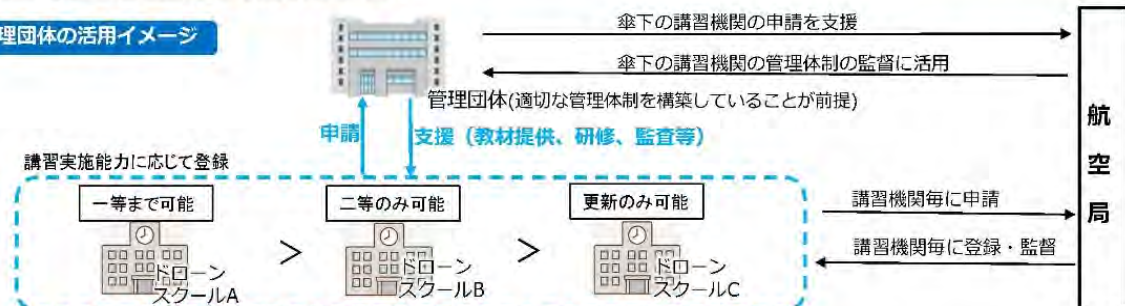 理団体の活用イメージ
傘下の講習機関の申請を支援
傘下の講習機関の管理体制の監督に活用
管理団体(適切な管理体制を構築していることが前提)
申請
支援（教材提供、研修、監査等）
講習実施能力に応じて登録
一等まで可能
二等のみ可能
更新のみ可能
>
>
ドローン
スクールA
ドローン
スクールB
ドローン
スクールC
講習機関毎に申請
講習機関毎に登録・監督
航
空
局